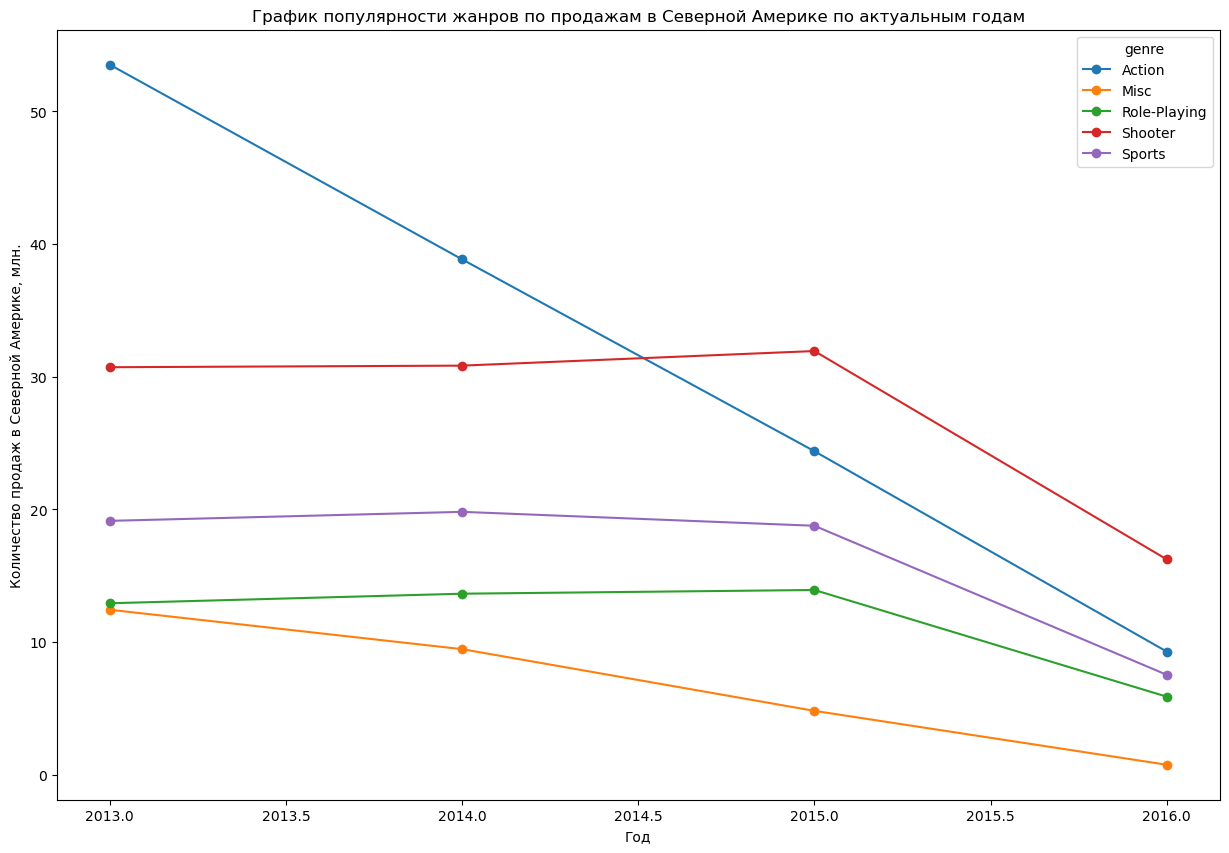 График популярности жанров по продажам в Северной Америке по актуальным годам
genre
Action
Misc
Role-Playing
Shooter
Sports
Количество продаж в Северной Америке, млн.
50
40
30
20
10
0
2013.0 2013.5 2014.0 2014.5 2015.0 2015.5 2016.0
Год